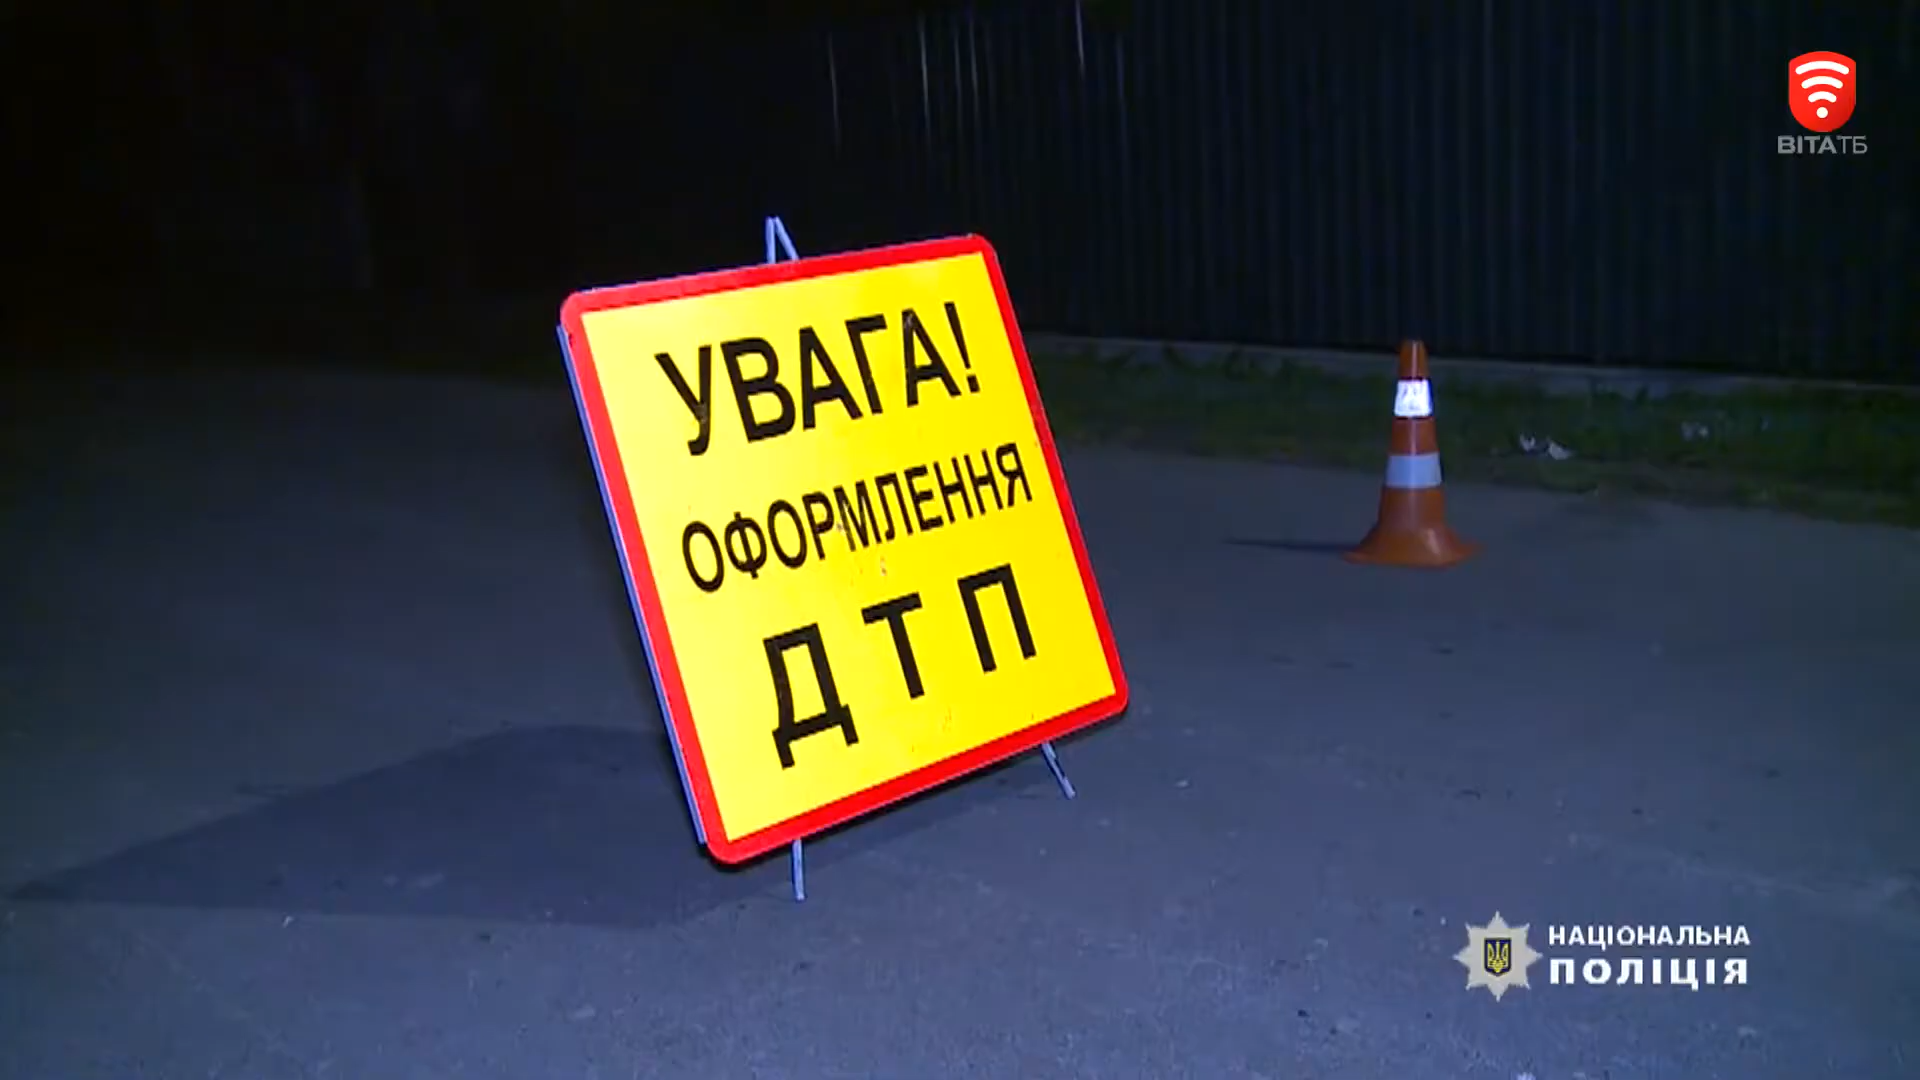 ВІТАТБ
УВАГА!
ОФОРМЛЕННЯ
ДТП
НАЦІОНАЛЬНА
ПОЛІЦІЯ